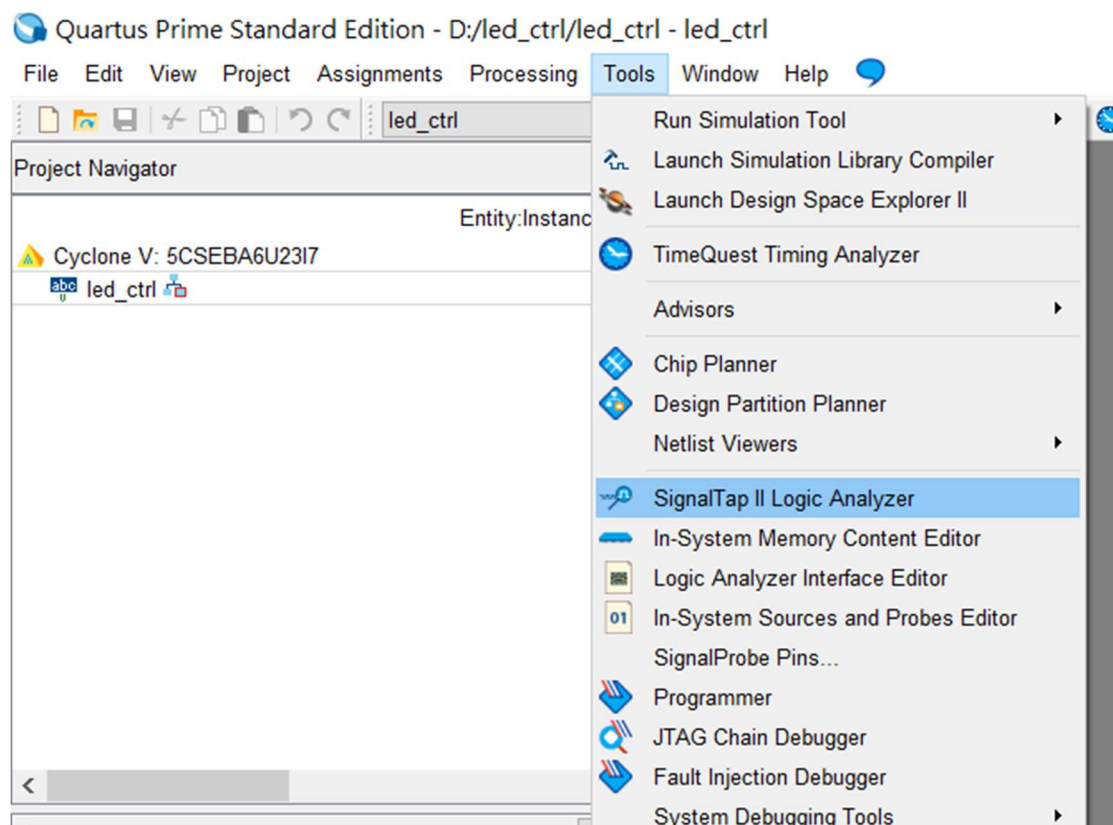 Quartus Prime Standard Edition - D:/led_ctrl/led_ctrl - led_ctrl
File Edit View Project Assignments Processing Tools Window Help
led_ctrl
Project Navigator
Entity:Instanc
Cyclone V: 5CSEBA6U23I7
abc led_ctrl
Run Simulation Tool
Launch Simulation Library Compiler
Launch Design Space Explorer II
TimeQuest Timing Analyzer
Advisors
Chip Planner
Design Partition Planner
Netlist Viewers
SignalTap II Logic Analyzer
In-System Memory Content Editor
Logic Analyzer Interface Editor
01 In-System Sources and Probes Editor
SignalProbe Pins...
Programmer
JTAG Chain Debugger
Fault Injection Debugger
System Debugging Tools